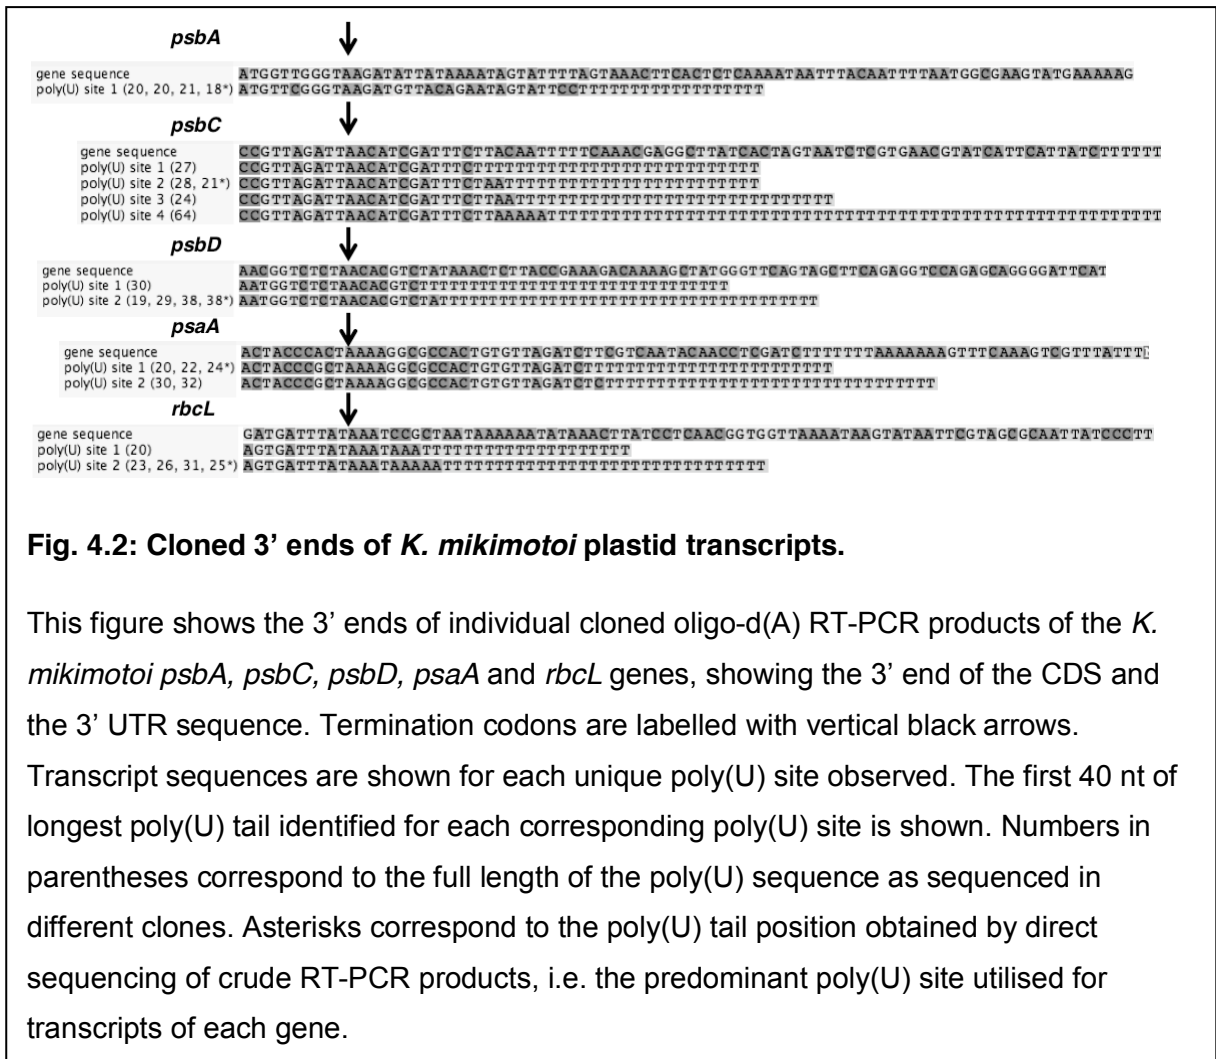 psbA
gene sequence ATGGTTGGGTAAGATATTATAAAATAGTATTTTAGTAAACTTCACTCTCAAAATAATTTACAATTTTAATGGCGAAGTATGAAAAAG
poly(U) site 1 (20, 20, 21, 18*) ATGTTCGGGTAAGATGTTACAGAATAGTATTCCTTTTTTTTTTTTTTTTTT
psbC
gene sequence CCGTTAGATTAACATCGATTTCTTACAATTTTTCAAACGAGGCTTATCACTAGTAATCTCGTGAACGTATCATTCATTATCTTTTTT
poly(U) site 1 (27) CCGTTAGATTAACATCGATTTCTTTTTTTTTTTTTTTTTTTTTTTTTTTT
poly(U) site 2 (28, 21*) CCGTTAGATTAACATCGATTTCTAATTTTTTTTTTTTTTTTTTTTTTTTT
poly(U) site 3 (24)
poly(U) site 4 (64)
psbD
gene sequence AACGGTCTCTAACACGTCTATAAACTCTTACCGAAAGACAAAAGCTATGGGTTCAGTAGCTTCAGAGGTCCAGAGCAGGGGATTCAT
poly(U) site 1 (30)
poly(U) site 2 (19, 29, 38, 38*)
psaA
gene sequence
poly(U) site 1 (20, 22, 24*)
poly(U) site 2 (30, 32)
rbcL
gene sequence GATGATTTATAAATCCGCTAATAAAAAATATAAACTTATCCTCAACGGTGGTTAAAATAAGTATAATTCGTAGCGCAATTATCCCTT
poly(U) site 1 (20)
poly(U) site 2 (23, 26, 31, 25*)
Fig. 4.2: Cloned 3’ ends of K. mikimotoi plastid transcripts.
This figure shows the 3’ ends of individual cloned oligo-d(A) RT-PCR products of the K.
mikimotoi psbA, psbC, psbD, psaA and rbcL genes, showing the 3’ end of the CDS and
the 3’ UTR sequence. Termination codons are labelled with vertical black arrows.
Transcript sequences are shown for each unique poly(U) site observed. The first 40 nt of
longest poly(U) tail identified for each corresponding poly(U) site is shown. Numbers in
parentheses correspond to the full length of the poly(U) sequence as sequenced in
different clones. Asterisks correspond to the poly(U) tail position obtained by direct
sequencing of crude RT-PCR products, i.e. the predominant poly(U) site utilised for
transcripts of each gene.